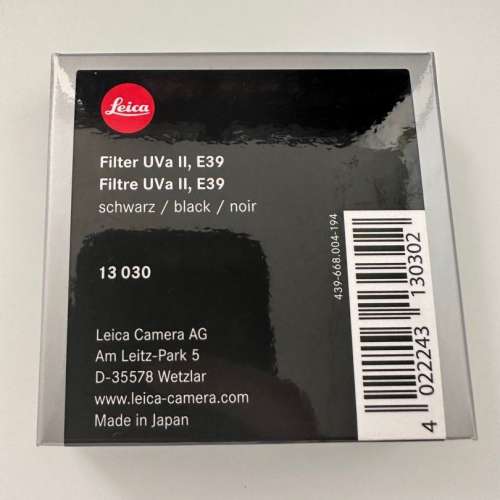 Leica
Filter UVa II, E39
Filtre UVa II, E39
schwarz / black / noir
13 030
Leica Camera AG
Am Leitz-Park 5
D-35578 Wetzlar
www.leica-camera.com
Made in Japan
439-668.004-194
4 022243 130302